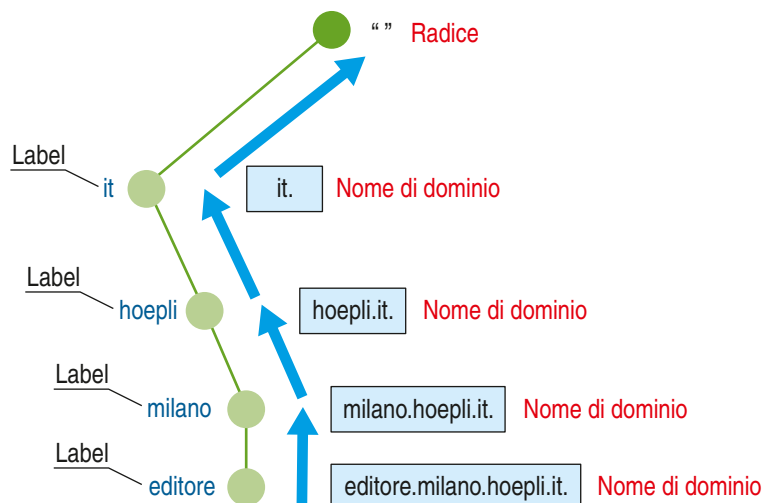 “ ” Radice
Label
it
it. Nome di dominio
Label
hoepli
hoepli.it. Nome di dominio
Label
milano
milano.hoepli.it. Nome di dominio
Label
editore
editore.milano.hoepli.it. Nome di dominio